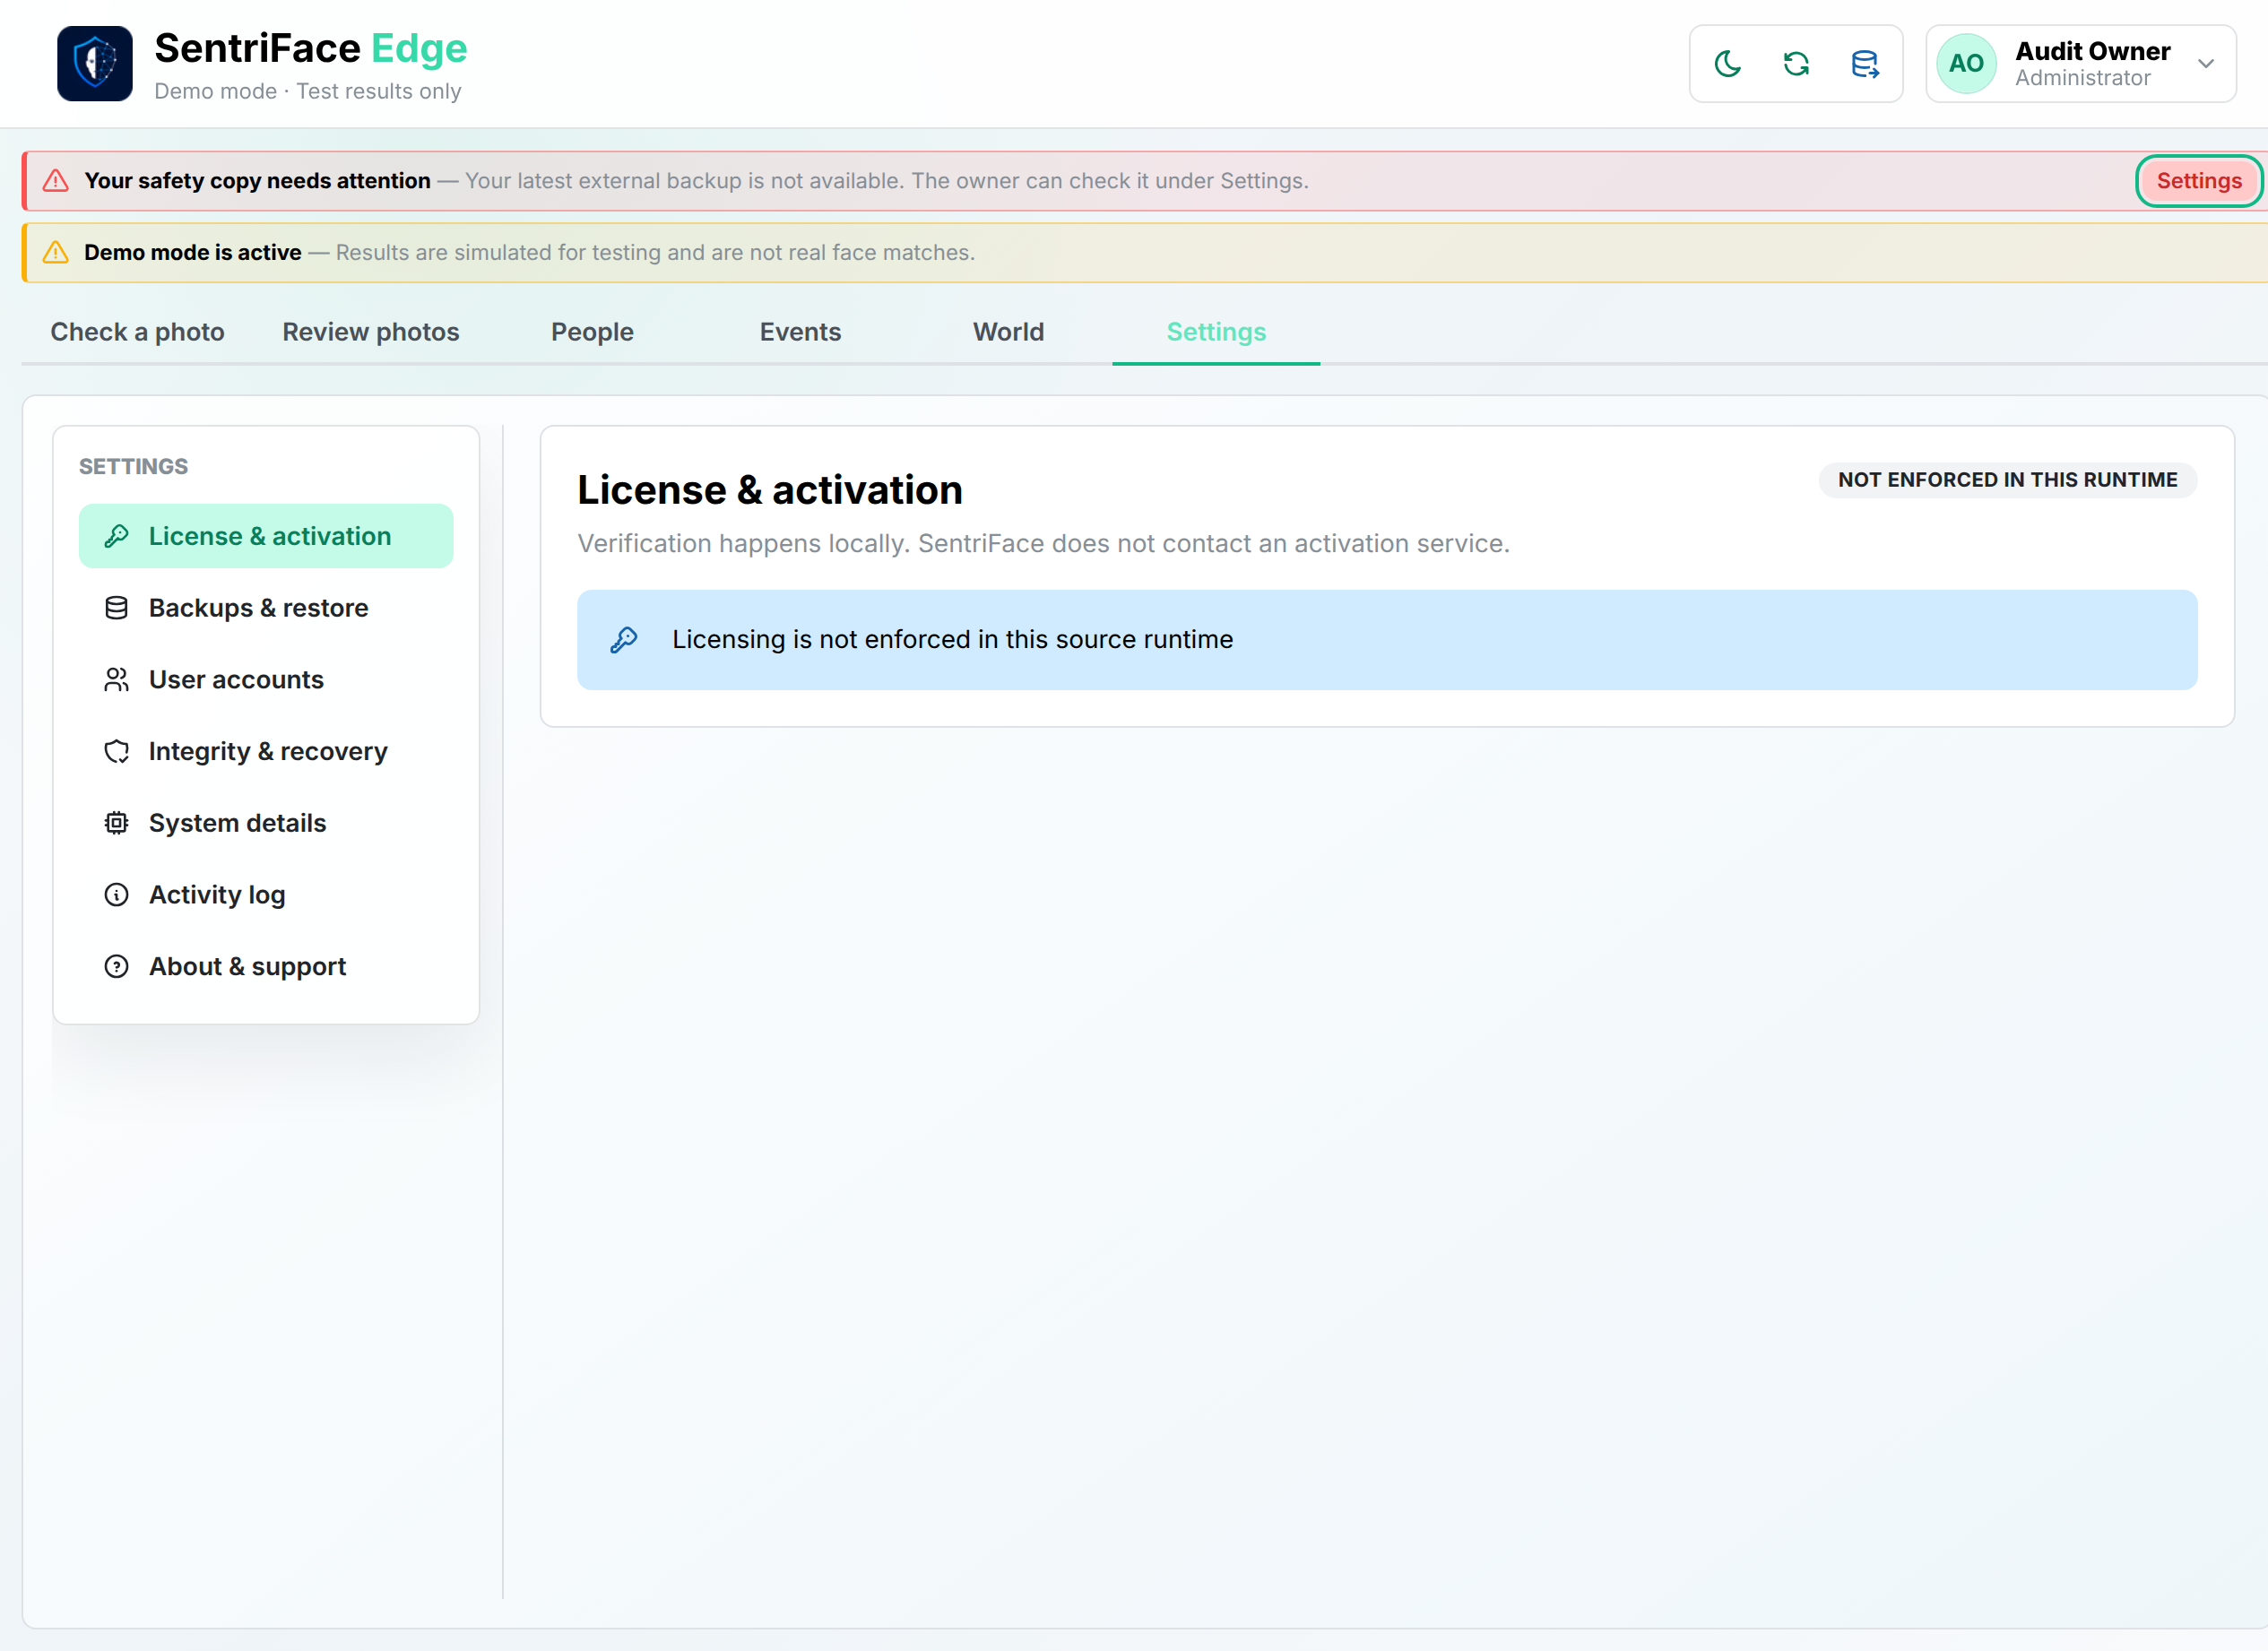 SentriFace Edge
Demo mode · Test results only
AO
Audit Owner
Administrator
Your safety copy needs attention — Your latest external backup is not available. The owner can check it under Settings.
Settings
Demo mode is active — Results are simulated for testing and are not real face matches.
Check a photo
Review photos
People
Events
World
Settings
SETTINGS
License & activation
Backups & restore
User accounts
Integrity & recovery
System details
Activity log
About & support
License & activation
NOT ENFORCED IN THIS RUNTIME
Verification happens locally. SentriFace does not contact an activation service.
Licensing is not enforced in this source runtime